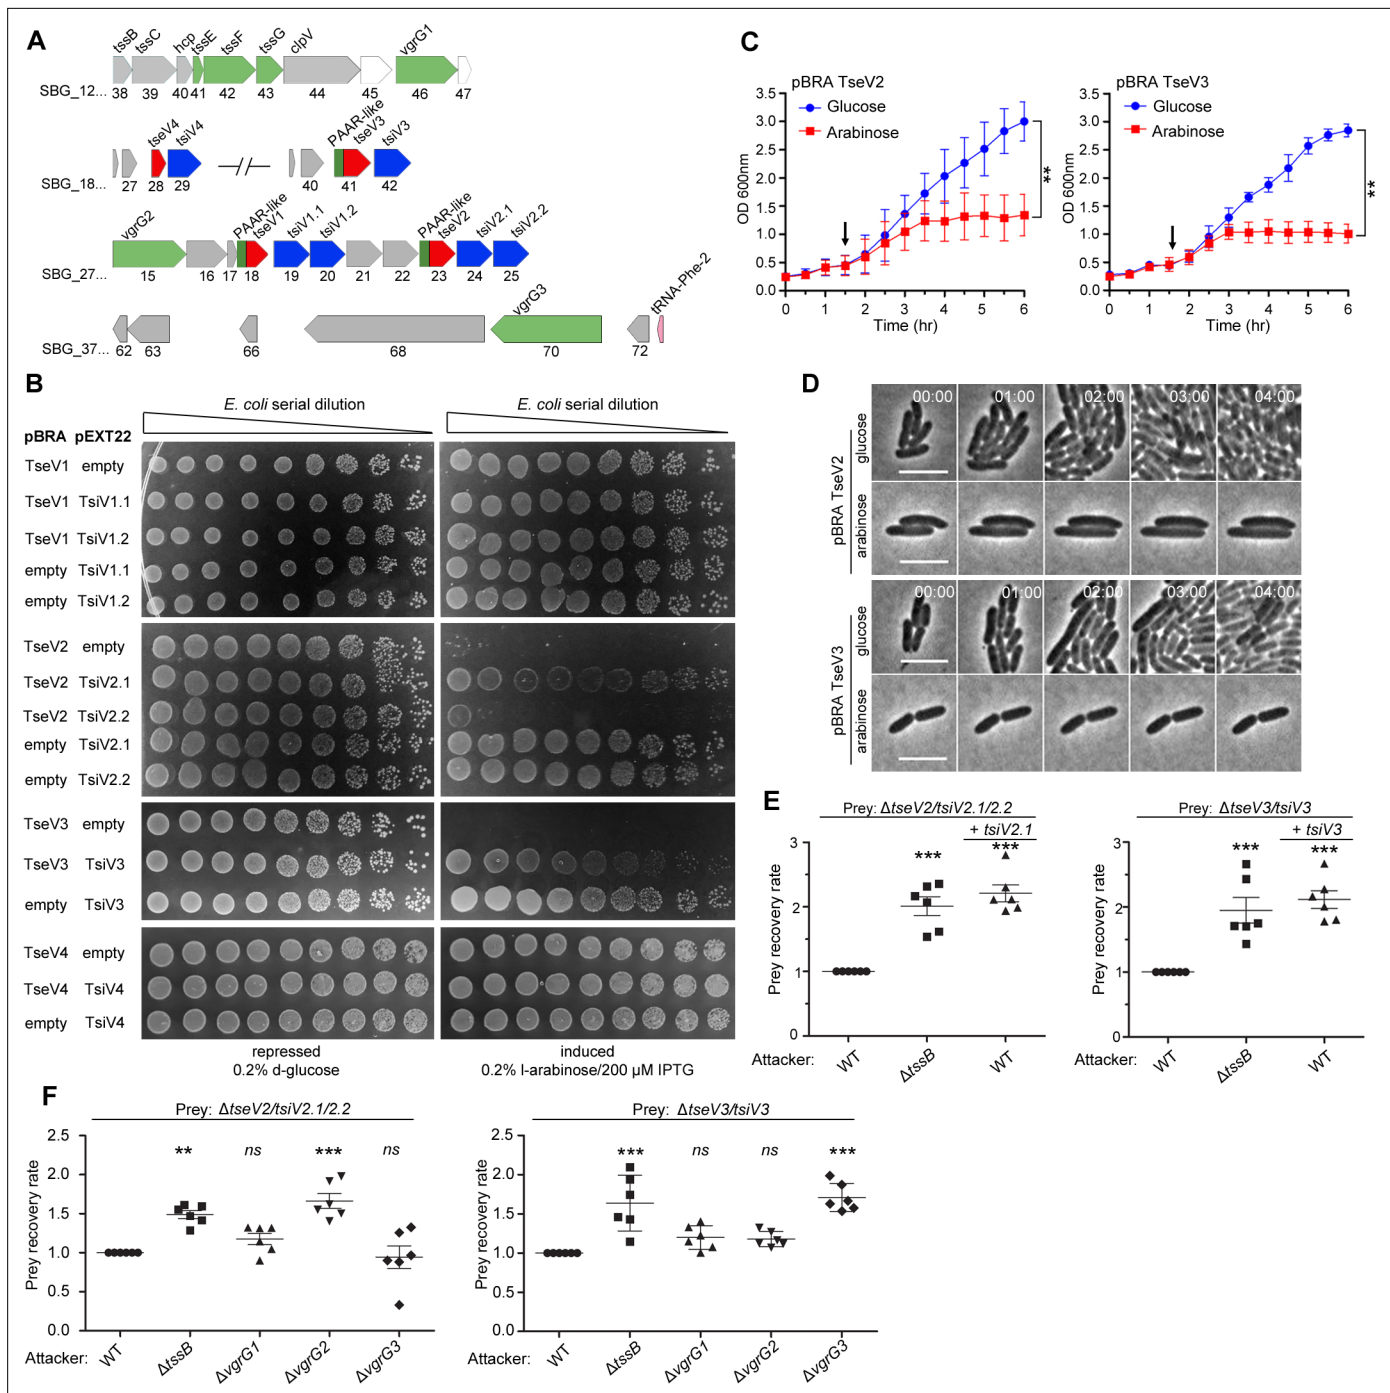 A
tssB tssC hcp tssE tssF tssG clpV vgrG1
SBG_12...
38 39 40 41 42 43 44 45 46 47
tseV4 tsiV4 PAAR-like tseV3 tsiV3
SBG_18...
27 28 29 40 41 42
vgrG2 PAAR-like tseV1 tsiV1.1 tsiV1.2 PAAR-like tseV2 tsiV2.1 tsiV2.2
SBG_27...
15 16 17 18 19 20 21 22 23 24 25
vgrG3 tRNA-Phe-2
SBG_37...
62 63 66 68 70 72
B
E. coli serial dilution E. coli serial dilution
pBRA pEXT22
TseV1 empty
TseV1 TsiV1.1
TseV1 TsiV1.2
empty TsiV1.1
empty TsiV1.2
TseV2 empty
TseV2 TsiV2.1
TseV2 TsiV2.2
empty TsiV2.1
empty TsiV2.2
TseV3 empty
TseV3 TsiV3
empty TsiV3
TseV4 empty
TseV4 TsiV4
empty TsiV4
repressed
0.2% d-glucose
induced
0.2% l-arabinose/200 µM IPTG
C
pBRA TseV2
Glucose
Arabinose
OD 600nm
3.5
3.0
2.5
2.0
1.5
1.0
0.5
0.0
0 1 2 3 4 5 6
Time (hr)
**
pBRA TseV3
Glucose
Arabinose
OD 600nm
3.5
3.0
2.5
2.0
1.5
1.0
0.5
0.0
0 1 2 3 4 5 6
Time (hr)
**
D
pBRA TseV2
glucose
00:00 01:00 02:00 03:00 04:00
arabinose
pBRA TseV3
glucose
00:00 01:00 02:00 03:00 04:00
arabinose
E
Prey: ΔtseV2/tsiV2.1/2.2
+ tsiV2.1
*** ***
Prey recovery rate
3
2
1
0
Attacker: WT ΔtssB WT
Prey: ΔtseV3/tsiV3
+ tsiV3
*** ***
Prey recovery rate
3
2
1
0
Attacker: WT ΔtssB WT
F
Prey: ΔtseV2/tsiV2.1/2.2
** ns *** ns
Prey recovery rate
2.5
2.0
1.5
1.0
0.5
0.0
Attacker: WT ΔtssB ΔvgrG1 ΔvgrG2 ΔvgrG3
Prey: ΔtseV3/tsiV3
*** ns ns ***
Prey recovery rate
2.5
2.0
1.5
1.0
0.5
0.0
Attacker: WT ΔtssB ΔvgrG1 ΔvgrG2 ΔvgrG3